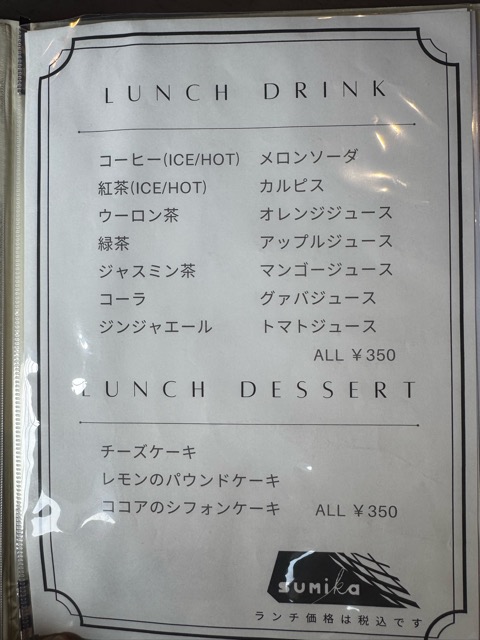 LUNCH DRINK
コーヒー(ICE/HOT)
紅茶(ICE/HOT)
ウーロン茶
緑茶
ジャスミン茶
コーラ
ジンジャエール
メロンソーダ
カルピス
オレンジジュース
アップルジュース
マンゴージュース
グァバジュース
トマトジュース
ALL ¥350
LUNCH DESSERT
チーズケーキ
レモンのパウンドケーキ
ココアのシフォンケーキ ALL ¥350
sumika
ランチ価格は税込です